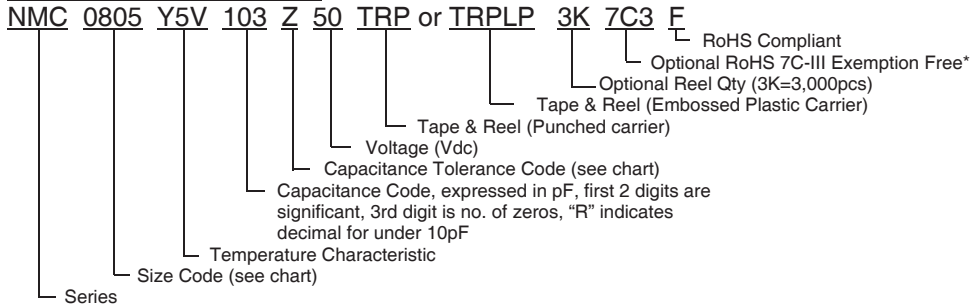 NMC 0805 Y5V 103 Z 50 TRP or TRPLP 3K 7C3 F
RoHS Compliant
Optional RoHS 7C-III Exemption Free*
Optional Reel Qty (3K=3,000pcs)
Tape & Reel (Embossed Plastic Carrier)
Tape & Reel (Punched carrier)
Voltage (Vdc)
Capacitance Tolerance Code (see chart)
Capacitance Code, expressed in pF, first 2 digits are
significant, 3rd digit is no. of zeros, “R” indicates
decimal for under 10pF
Temperature Characteristic
Size Code (see chart)
Series